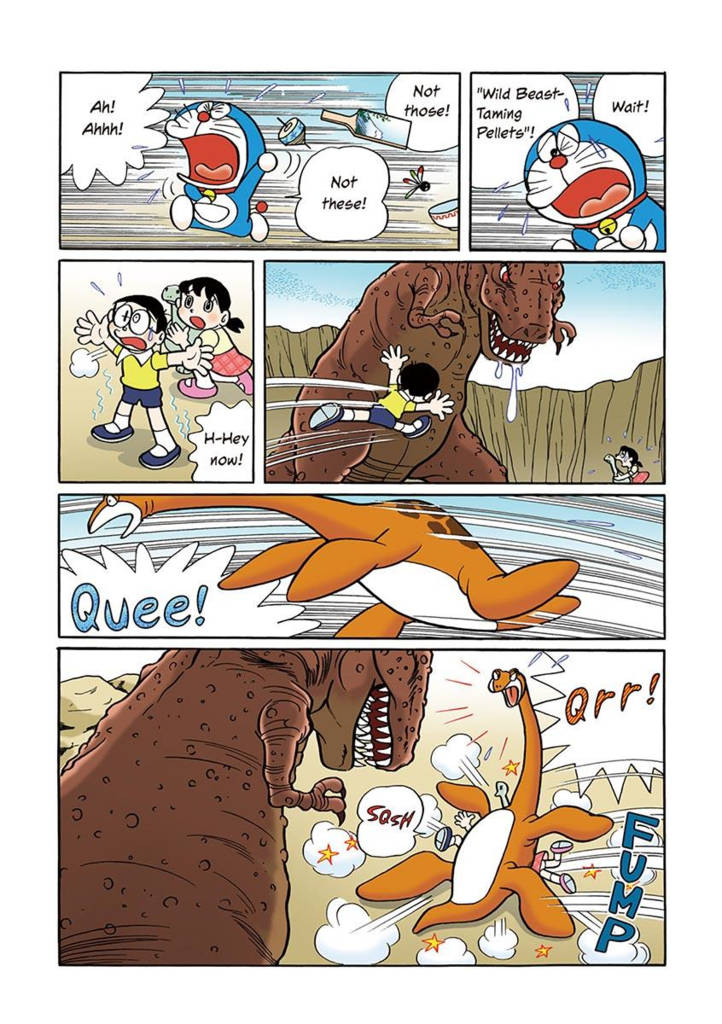 Ah!
Ahhh!
Not
those!
Not
these!
"Wild Beast-
Taming
Pellets"!
Wait!
H-Hey
now!
Quee!
Qrr!
SQSH
FUMP